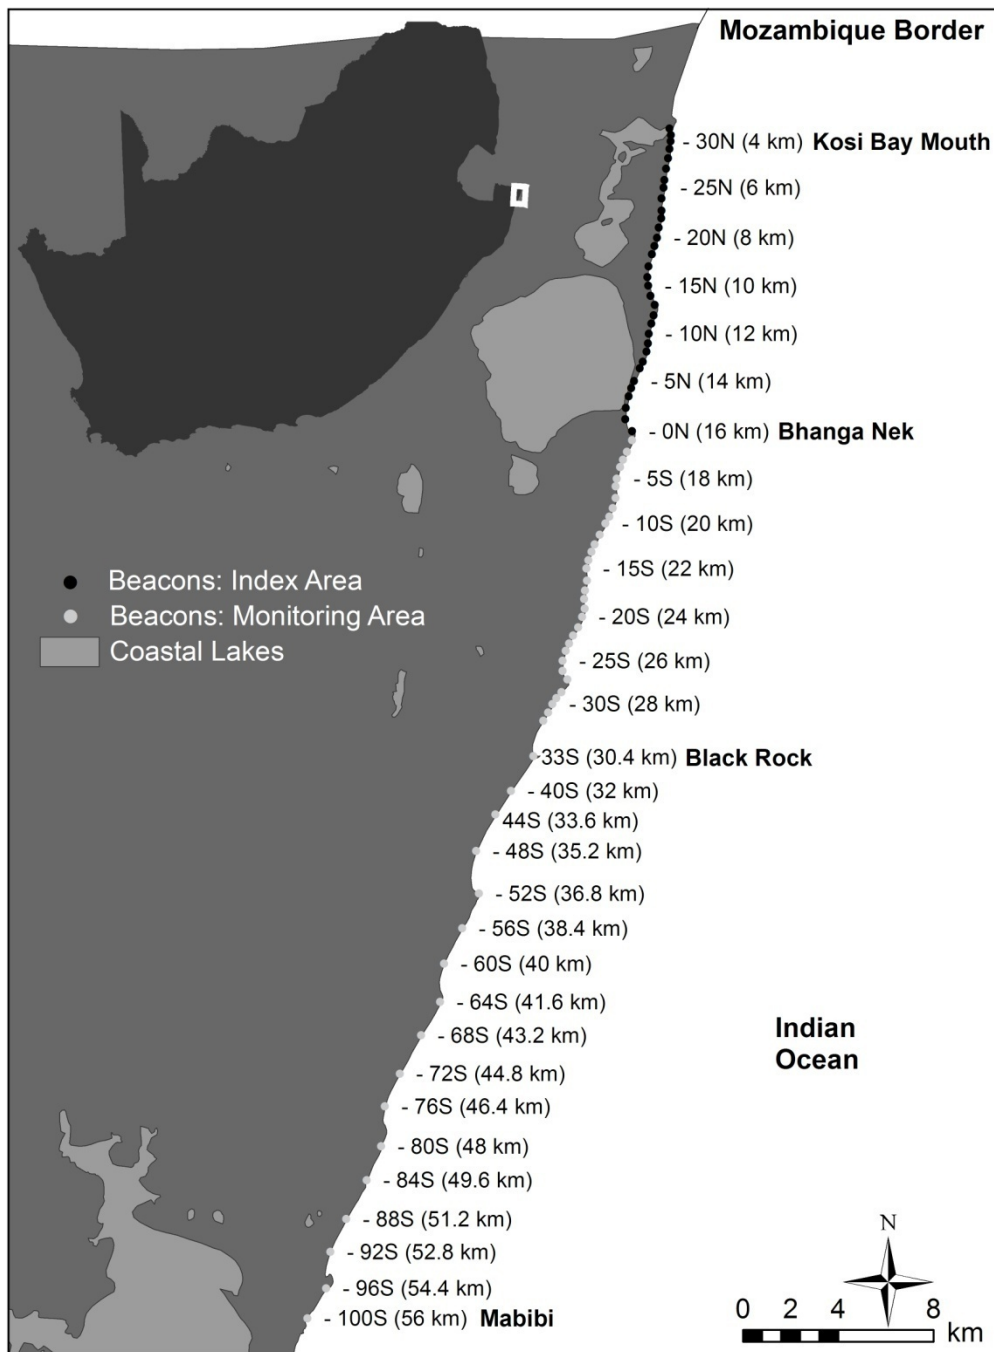 Mozambique Border
- 30N (4 km) Kosi Bay Mouth
- 25N (6 km)
- 20N (8 km)
- 15N (10 km)
- 10N (12 km)
- 5N (14 km)
- 0N (16 km) Bhanga Nek
- 5S (18 km)
- 10S (20 km)
- 15S (22 km)
Beacons: Index Area
Beacons: Monitoring Area
Coastal Lakes
- 20S (24 km)
- 25S (26 km)
- 30S (28 km)
-33S (30.4 km) Black Rock
- 40S (32 km)
44S (33.6 km)
- 48S (35.2 km)
- 52S (36.8 km)
- 56S (38.4 km)
- 60S (40 km)
- 64S (41.6 km)
- 68S (43.2 km)
Indian
Ocean
- 72S (44.8 km)
- 76S (46.4 km)
- 80S (48 km)
- 84S (49.6 km)
- 88S (51.2 km)
- 92S (52.8 km)
- 96S (54.4 km)
- 100S (56 km) Mabibi
N
0 2 4 8
km